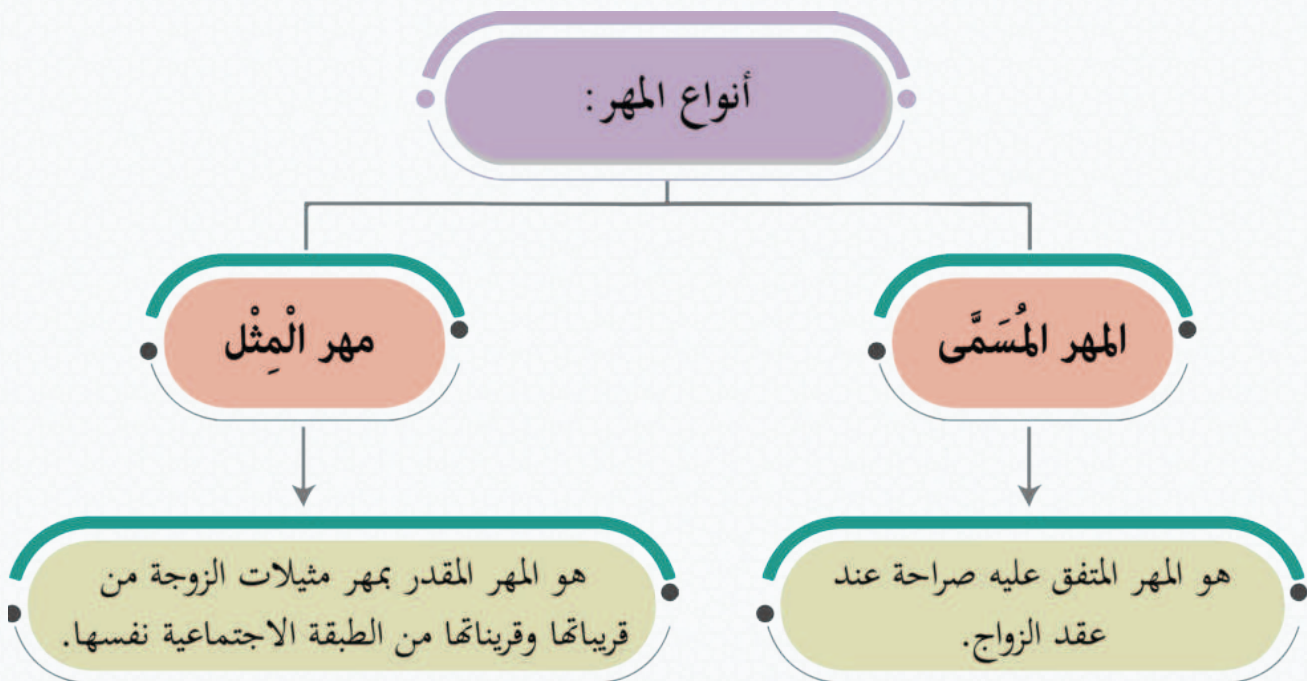 أنواع المهر:
المهر المُسَمَّى
مهر الْمِثْل
هو المهر المتفق عليه صراحة عند
عقد الزواج.
هو المهر المقدر بمهر مثيلات الزوجة من
قريباتها وقريناتها من الطبقة الاجتماعية نفسها.